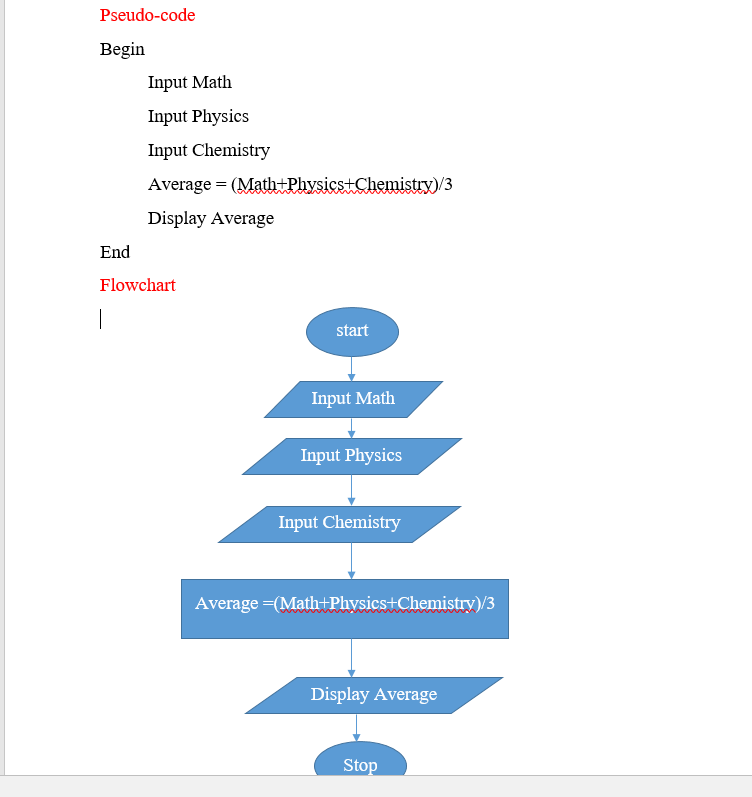 Pseudo-code
Begin
Input Math
Input Physics
Input Chemistry
Average = (Math+Physics+Chemistry)/3
Display Average
End
Flowchart
start
Input Math
Input Physics
Input Chemistry
Average =(Math+Physics+Chemistry)/3
Display Average
Stop